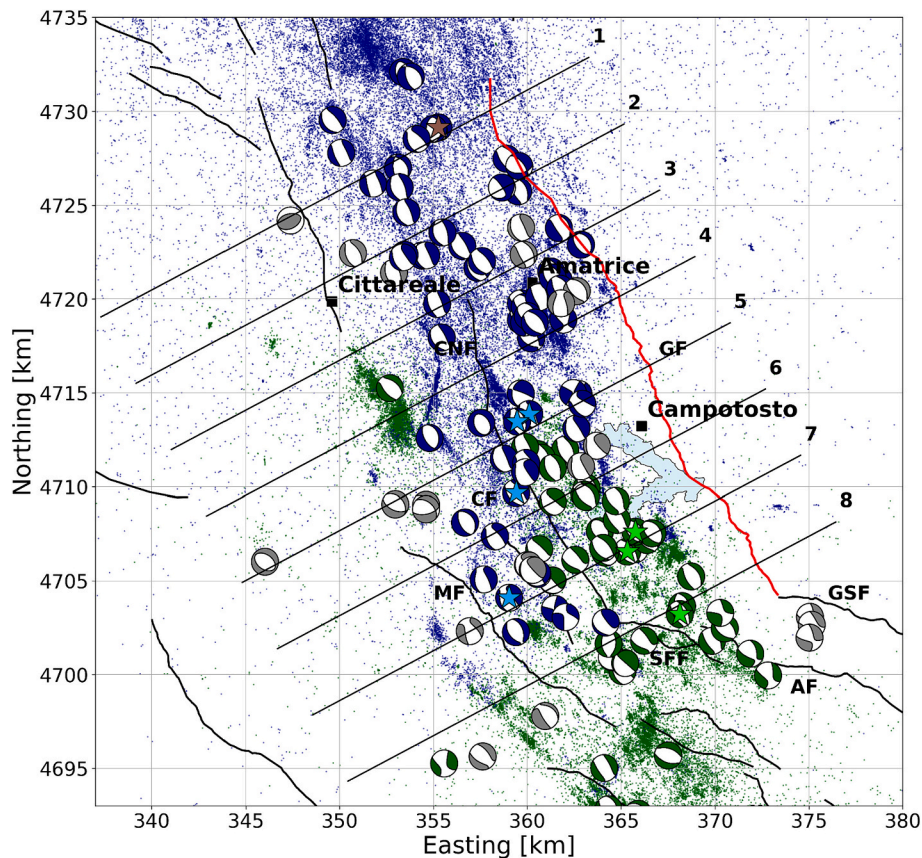 4735
4730
4725
4720
4715
4710
4705
4700
4695
Northing [km]
1
2
3
4
5
6
7
8
Amatrice
Cittareale
CNF
GF
Campotosto
CF
MF
GSF
SFF
AF
340
345
350
355
360
365
370
375
380
Easting [km]